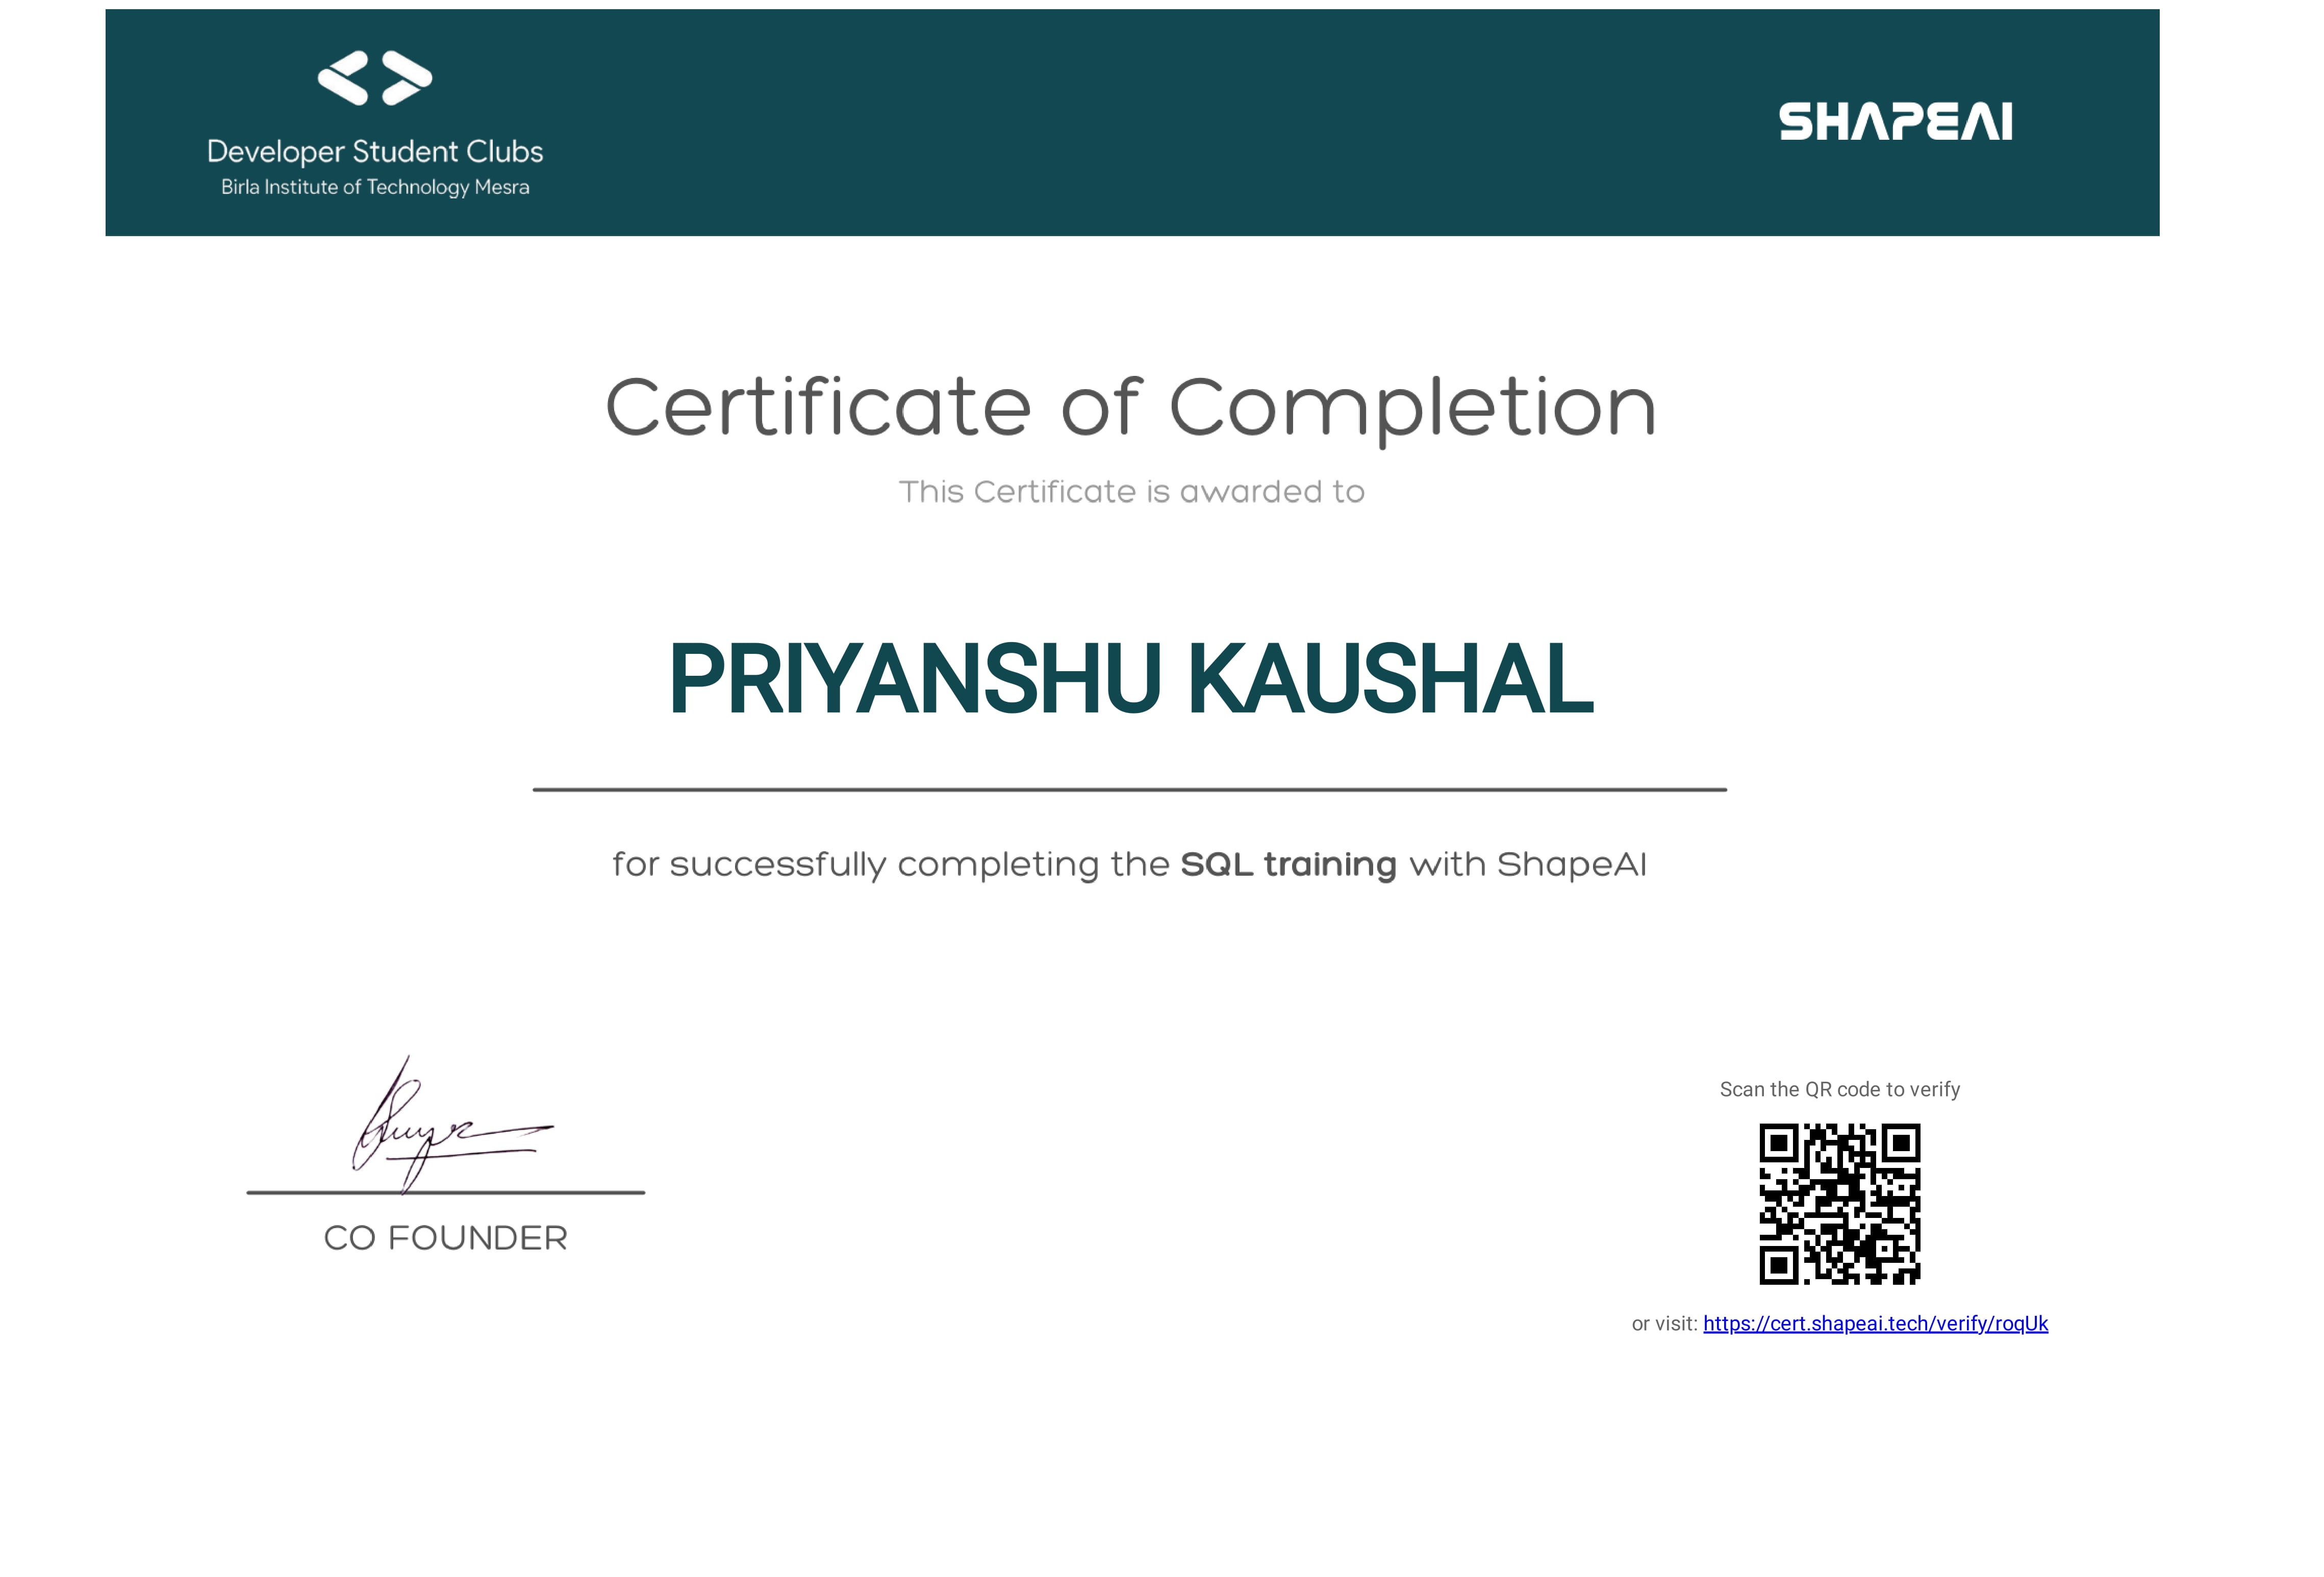 Developer Student Clubs
Birla Institute of Technology Mesra
SHAPEAI
Certificate of Completion
This Certificate is awarded to
PRIYANSHU KAUSHAL
for successfully completing the SQL training with ShapeAI
CO FOUNDER
Scan the QR code to verify
or visit: https://cert.shapeai.tech/verify/roqUk